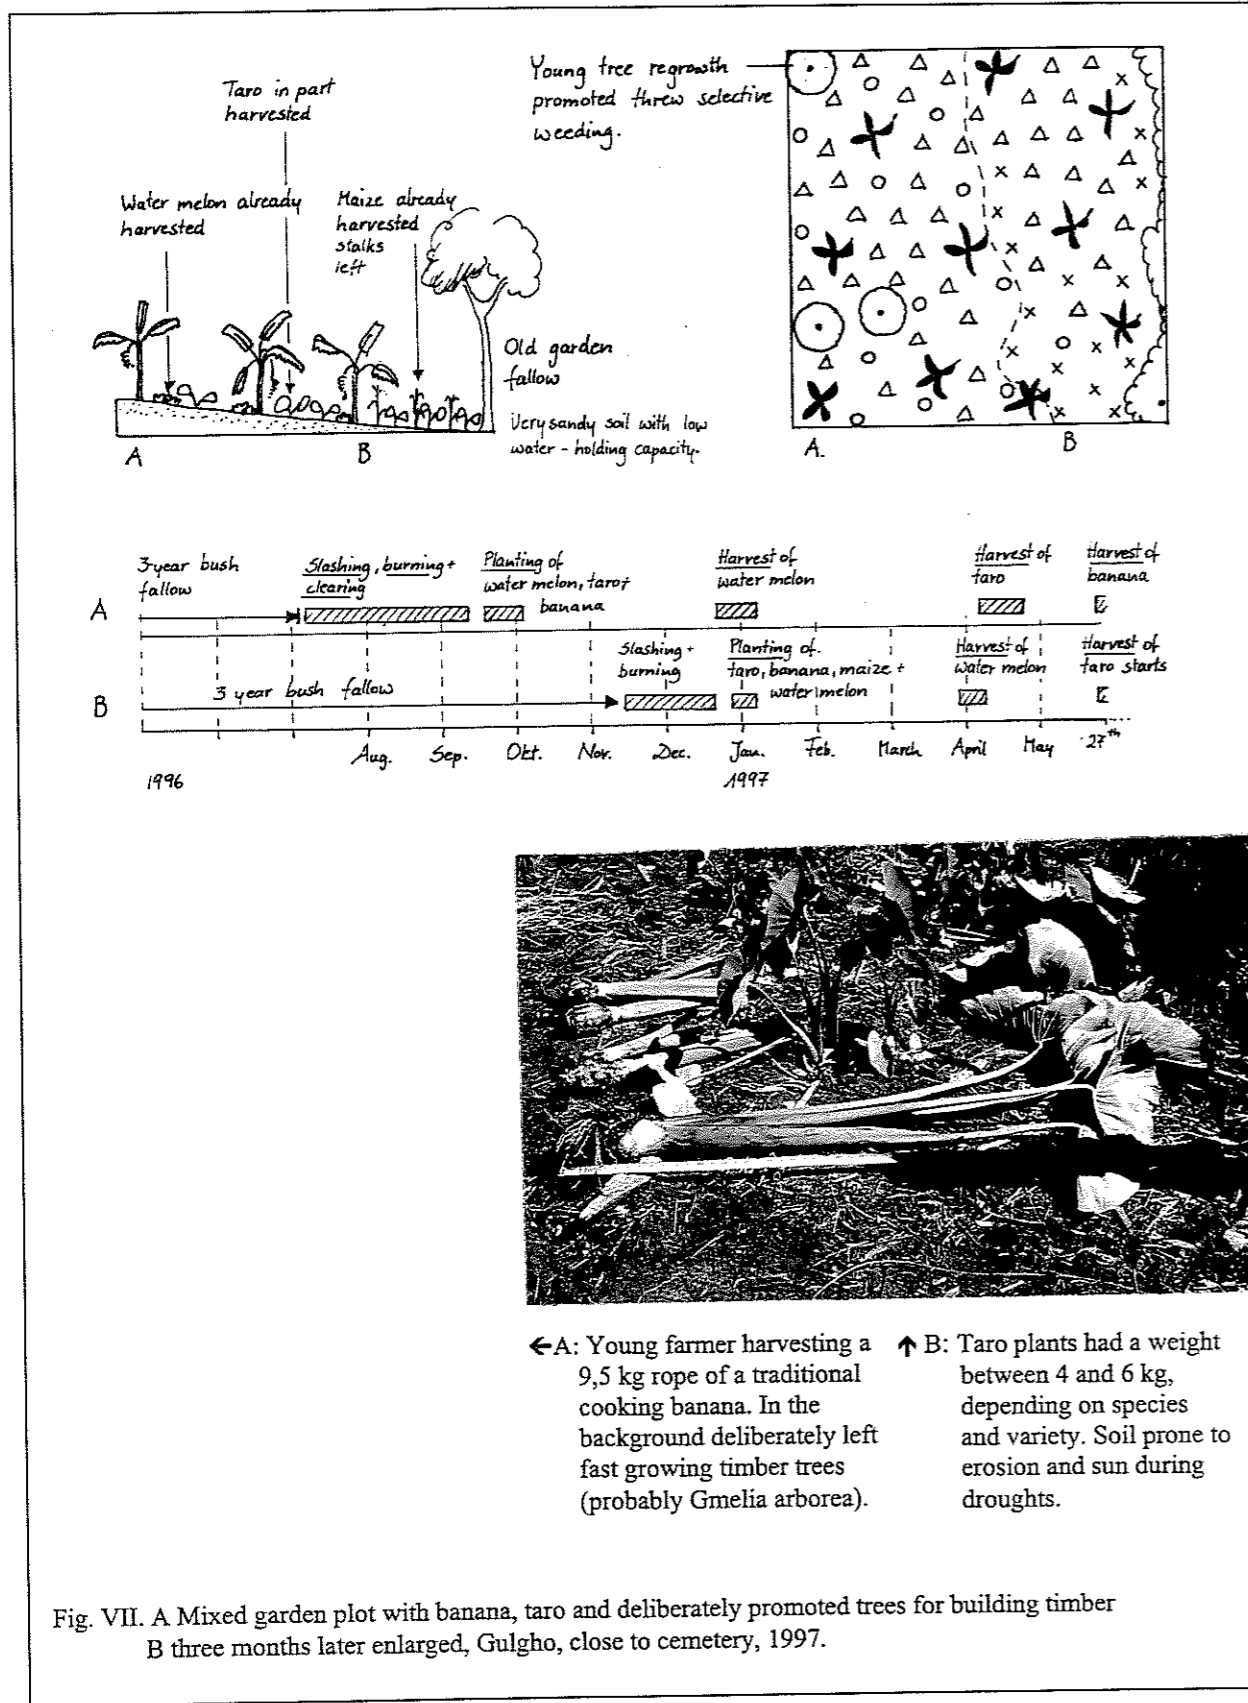 Taro in part
harvested
Water melon already
harvested
Maize already
harvested
stalks
left
Old garden
fallow
Very sandy soil with low
water - holding capacity.
A
B
Young tree regrowth
promoted threw selective
weeding.
A.
B
3-year bush
fallow
Slashing, burning +
clearing
Planting of
water melon, taro +
banana
Harvest of
water melon
Harvest of
taro
Harvest of
banana
A
Slashing +
burning
Planting of
taro, banana, maize +
water melon
Harvest of
water melon
Harvest of
taro starts
3 year bush fallow
B
Aug. Sep. Okt. Nov. Dec. Jan. Feb. March April May 27th
1996 1997
←A: Young farmer harvesting a
9,5 kg rope of a traditional
cooking banana. In the
background deliberately left
fast growing timber trees
(probably Gmelia arborea).
↑ B: Taro plants had a weight
between 4 and 6 kg,
depending on species
and variety. Soil prone to
erosion and sun during
droughts.
Fig. VII. A Mixed garden plot with banana, taro and deliberately promoted trees for building timber
B three months later enlarged, Gulgho, close to cemetery, 1997.